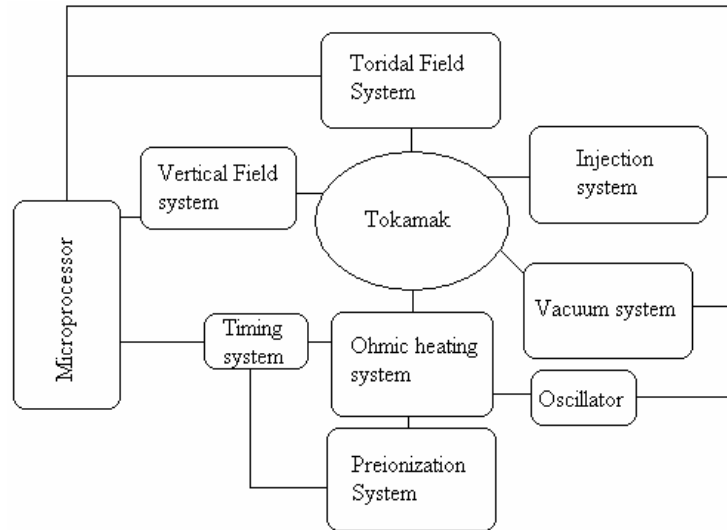 Toridal Field
System
Injection
system
Vertical Field
system
Tokamak
Microprocessor
Vacuum system
Timing
system
Ohmic heating
system
Oscillator
Preionization
System